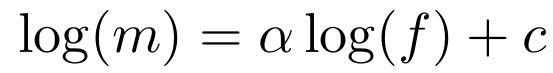 log(m) = α log(f) + c